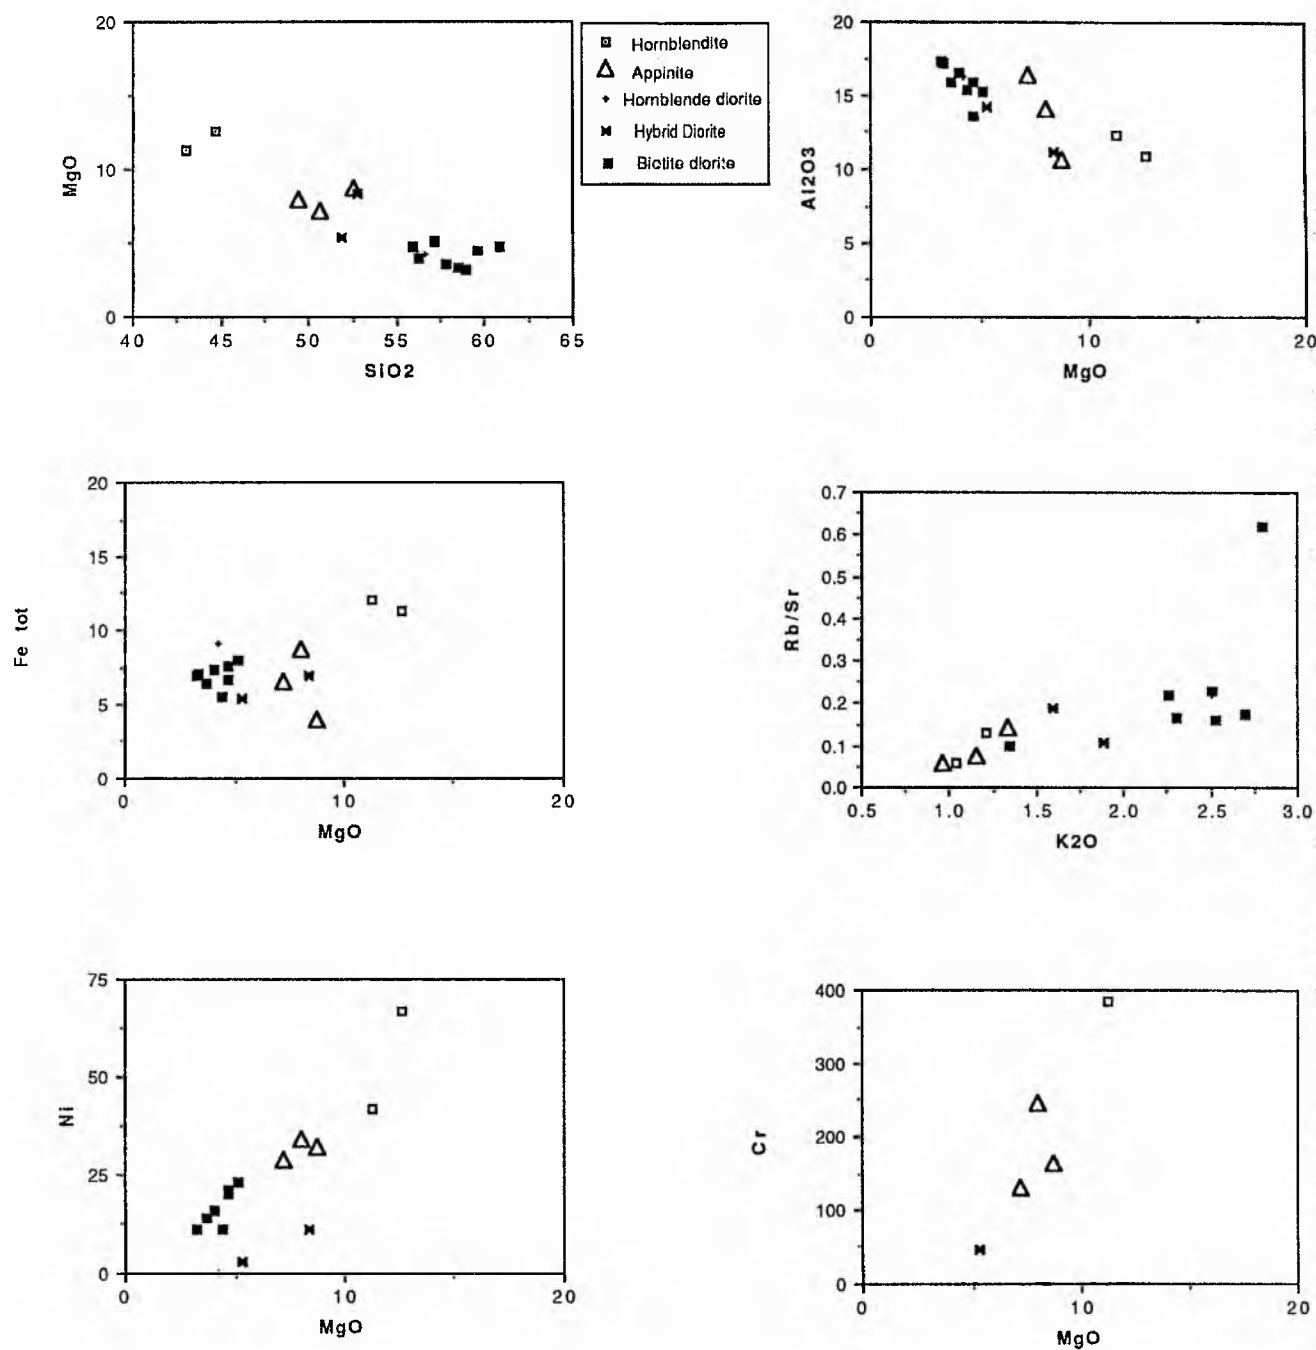 20
10
0
MgO
40 45 50 55 60 65
SiO2
Hornblendite
Appinite
Hornblende diorite
Hybrid Diorite
Biotite diorite
20
15
10
5
0
Al2O3
0 10 20
MgO
20
15
10
5
0
Fe tot
0 10 20
MgO
0.7
0.6
0.5
0.4
0.3
0.2
0.1
0.0
Rb/Sr
0.5 1.0 1.5 2.0 2.5 3.0
K2O
75
50
25
0
Ni
0 10 20
MgO
400
300
200
100
0
Cr
0 10 20
MgO